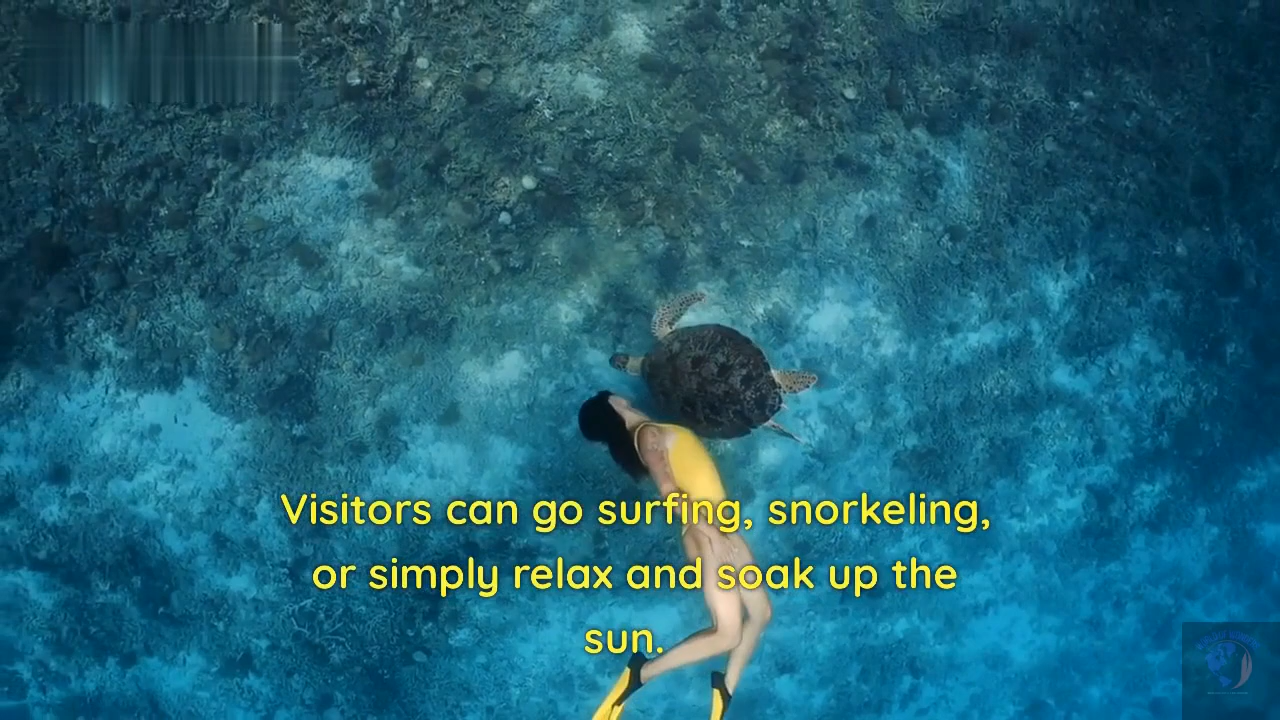 Visitors can go surfing, snorkeling,
or simply relax and soak up the
sun.